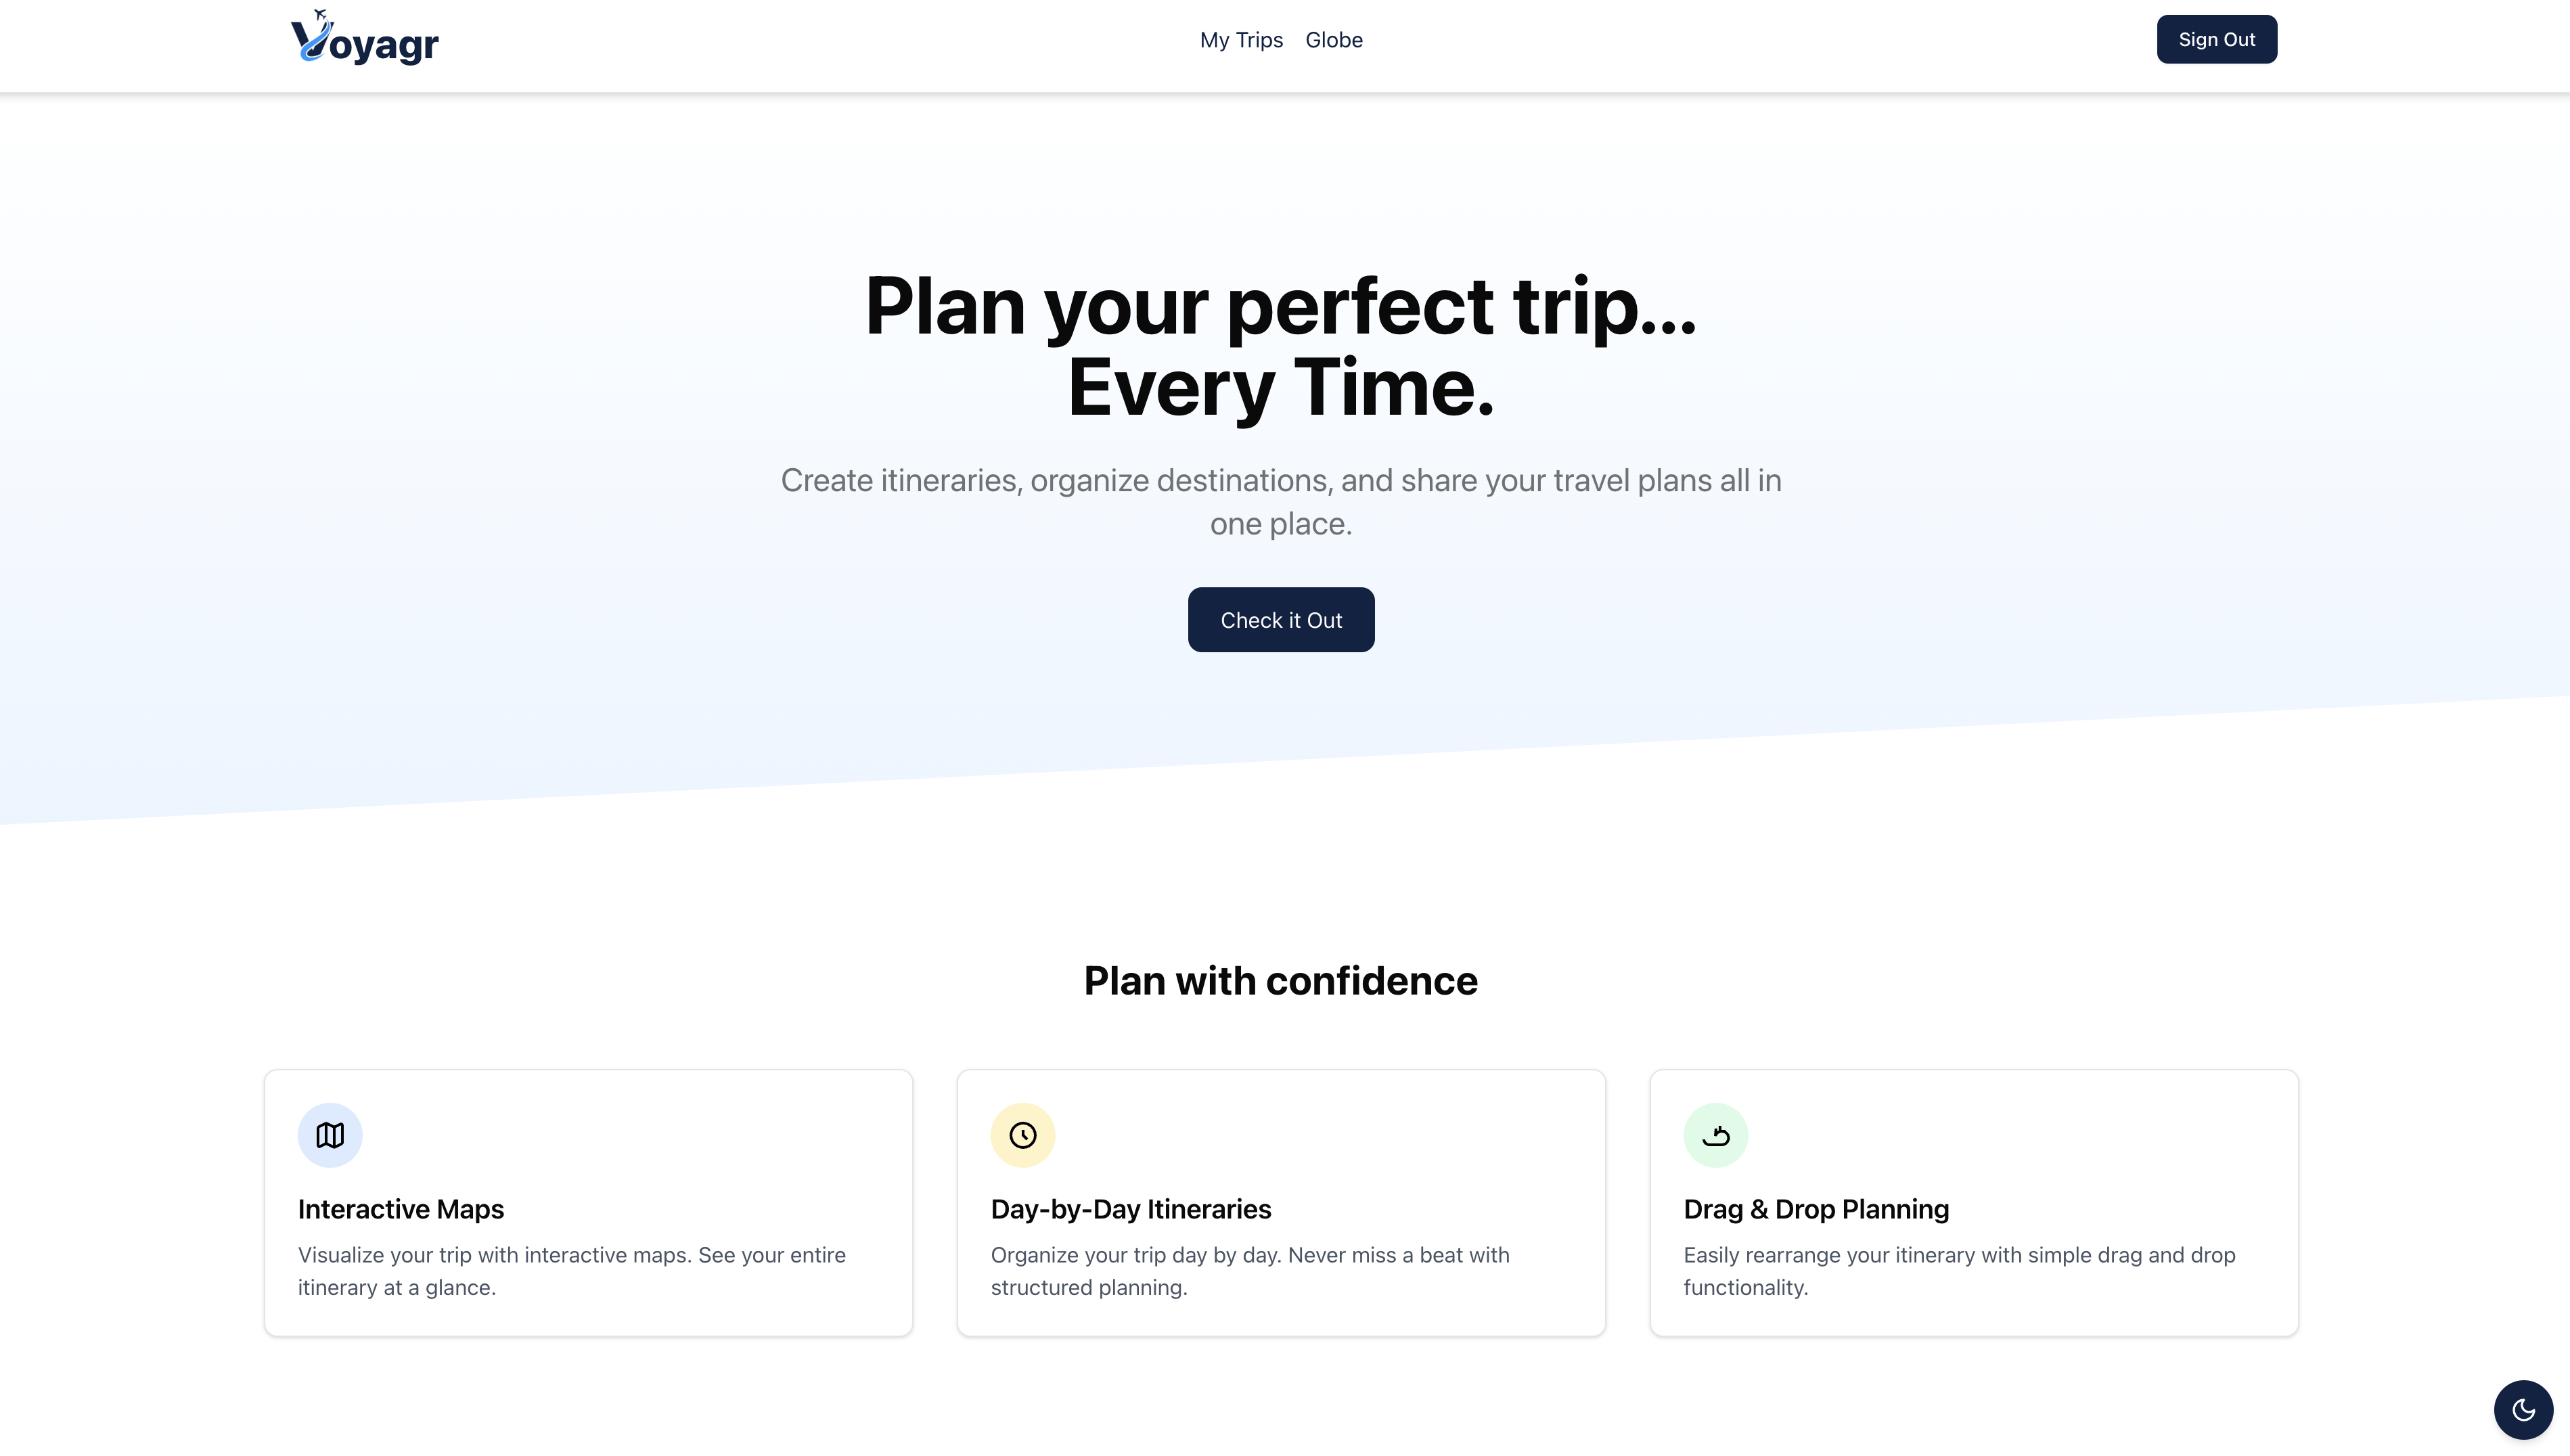 Voyagr
My Trips Globe
Sign Out
Plan your perfect trip...
Every Time.
Create itineraries, organize destinations, and share your travel plans all in
one place.
Check it Out
Plan with confidence
Interactive Maps
Visualize your trip with interactive maps. See your entire
itinerary at a glance.
Day-by-Day Itineraries
Organize your trip day by day. Never miss a beat with
structured planning.
Drag & Drop Planning
Easily rearrange your itinerary with simple drag and drop
functionality.